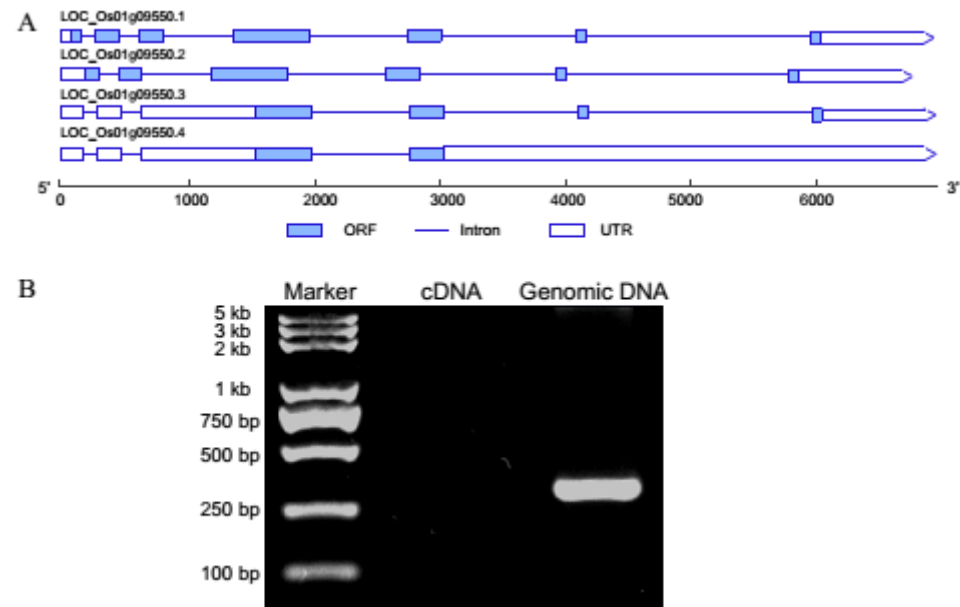 A
LOC_Os01g09550.1
LOC_Os01g09550.2
LOC_Os01g09550.3
LOC_Os01g09550.4
5' 0 1000 2000 3000 4000 5000 6000 3'
ORF Intron UTR
B
Marker cDNA Genomic DNA
5 kb
3 kb
2 kb
1 kb
750 bp
500 bp
250 bp
100 bp